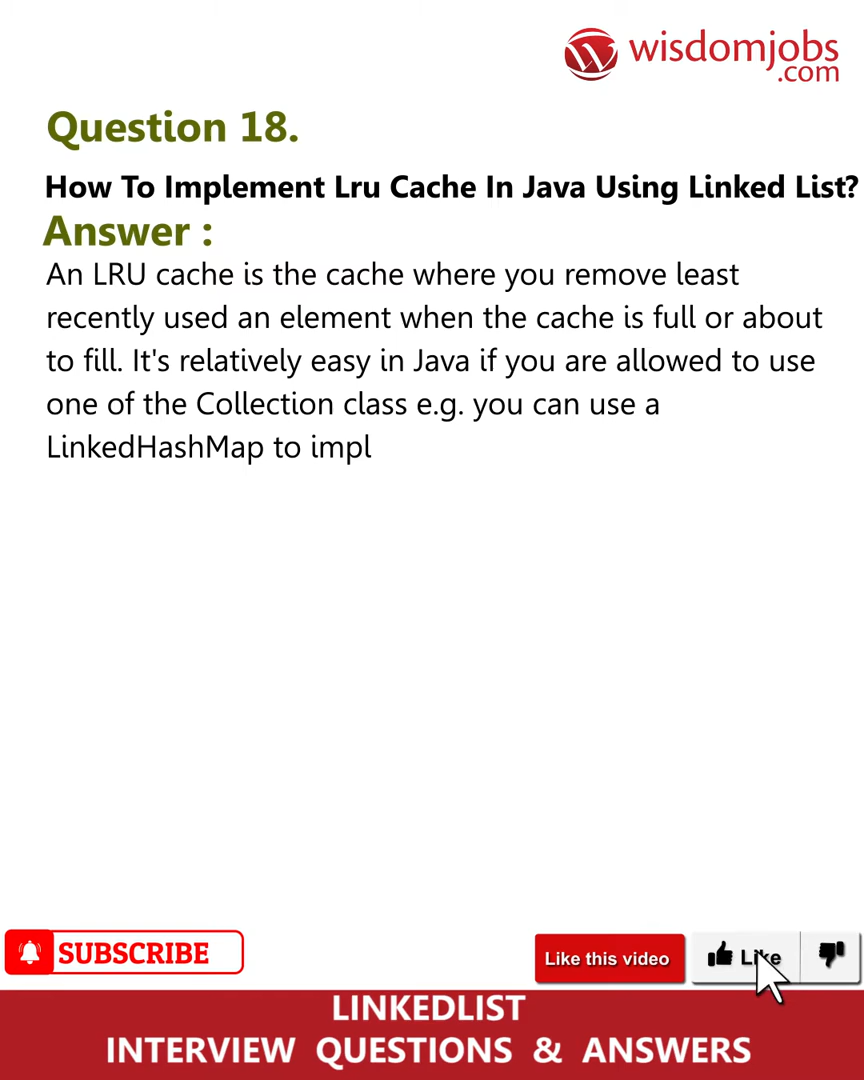 wisdomjobs
.com
Question 18.
How To Implement Lru Cache In Java Using Linked List?
Answer :
An LRU cache is the cache where you remove least
recently used an element when the cache is full or about
to fill. It's relatively easy in Java if you are allowed to use
one of the Collection class e.g. you can use a
LinkedHashMap to impl
SUBSCRIBE
Like this video
Like
LINKEDLIST
INTERVIEW QUESTIONS & ANSWERS